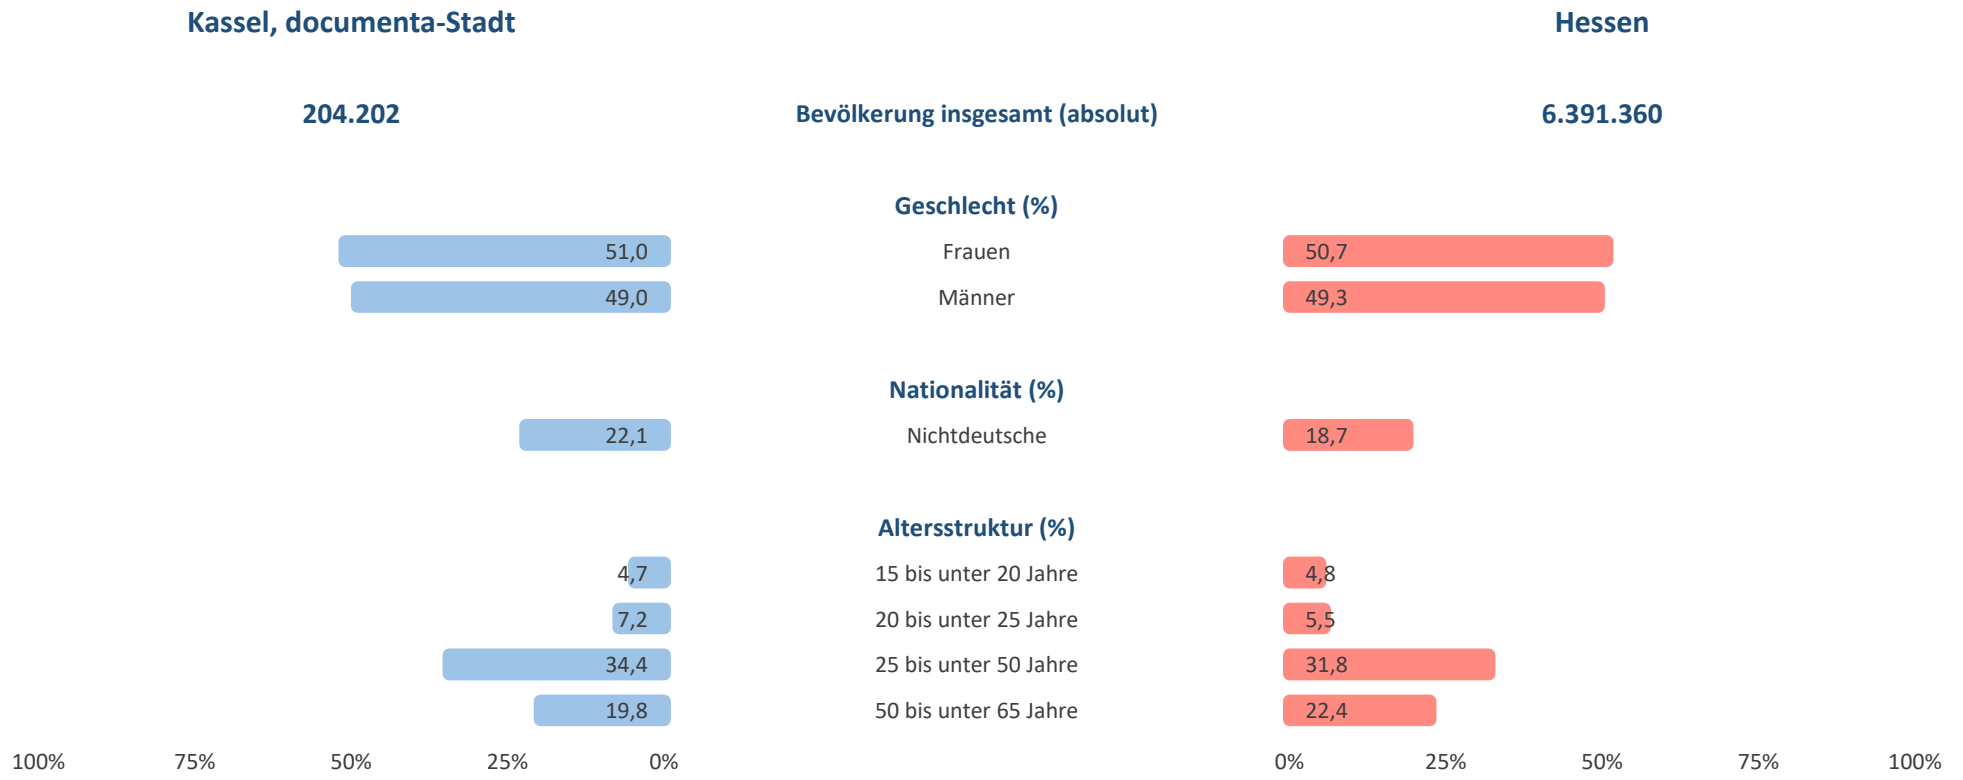 Kassel, documenta-Stadt Hessen
204.202 Bevölkerung insgesamt (absolut) 6.391.360
Geschlecht (%)
51,0 Frauen 50,7
49,0 Männer 49,3
Nationalität (%)
22,1 Nichtdeutsche 18,7
Altersstruktur (%)
4,7 15 bis unter 20 Jahre 4,8
7,2 20 bis unter 25 Jahre 5,5
34,4 25 bis unter 50 Jahre 31,8
19,8 50 bis unter 65 Jahre 22,4
100% 75% 50% 25% 0% 0% 25% 50% 75% 100%